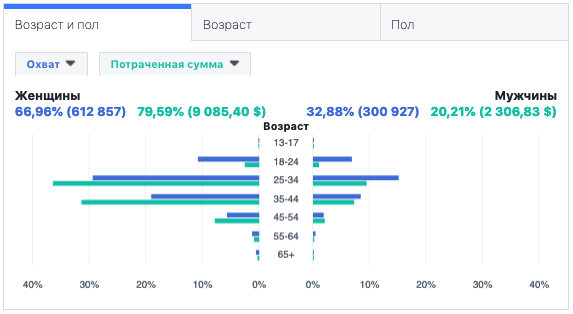 Возраст и пол Возраст Пол
Охват Потраченная сумма
Женщины Мужчины
66,96% (612 857) 79,59% (9 085,40 $) 32,88% (300 927) 20,21% (2 306,83 $)
Возраст
13-17
18-24
25-34
35-44
45-54
55-64
65+
40% 30% 20% 10% 0% 0% 10% 20% 30% 40%